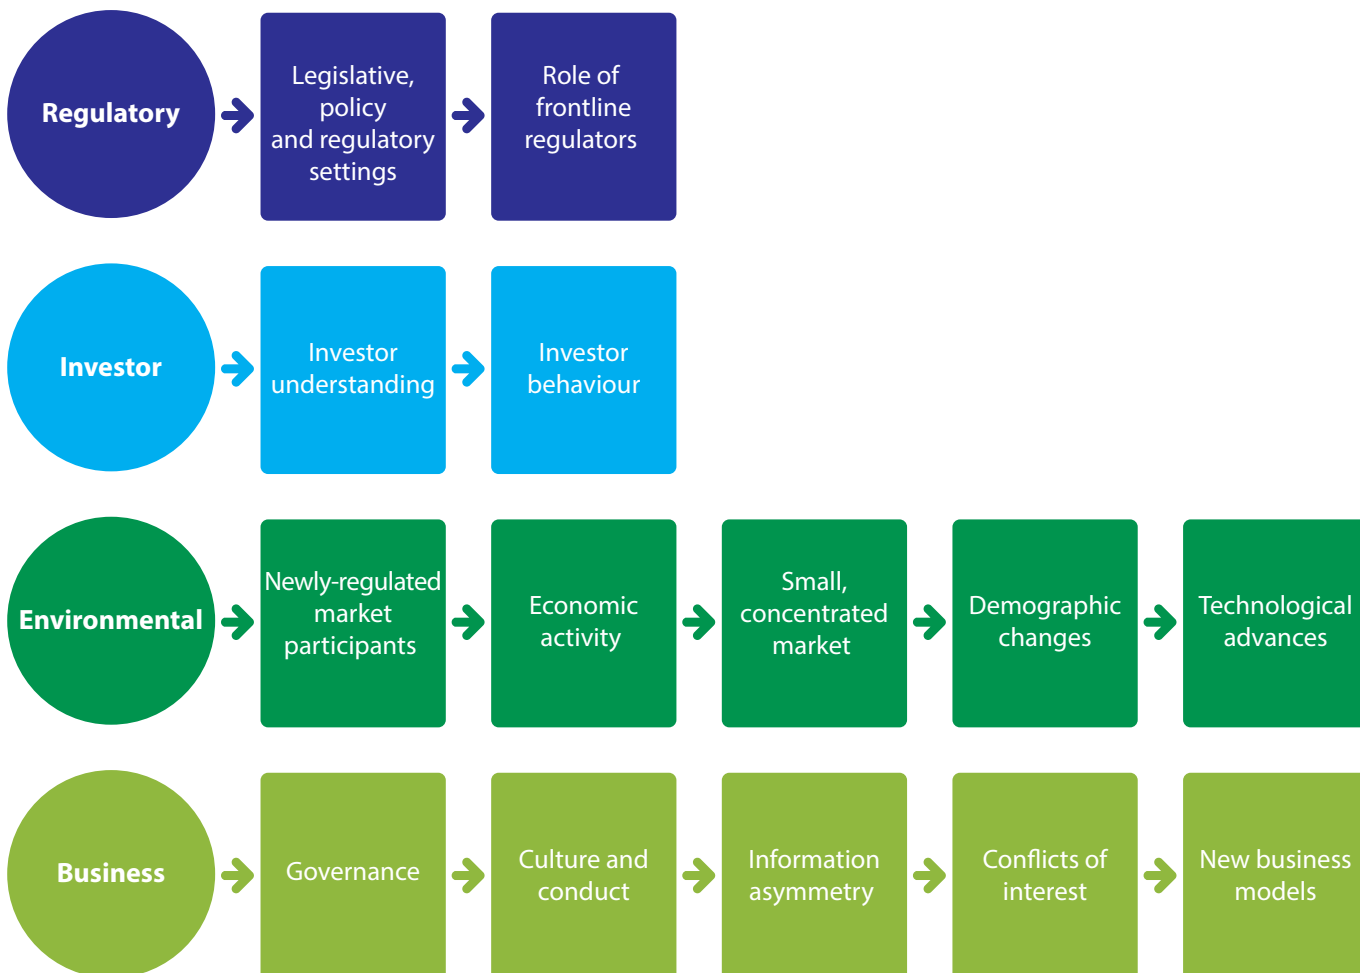 Regulatory
Legislative,
policy
and regulatory
settings
Role of
frontline
regulators
Investor
Investor
understanding
Investor
behaviour
Environmental
Newly-regulated
market
participants
Economic
activity
Small,
concentrated
market
Demographic
changes
Technological
advances
Business
Governance
Culture and
conduct
Information
asymmetry
Conflicts of
interest
New business
models